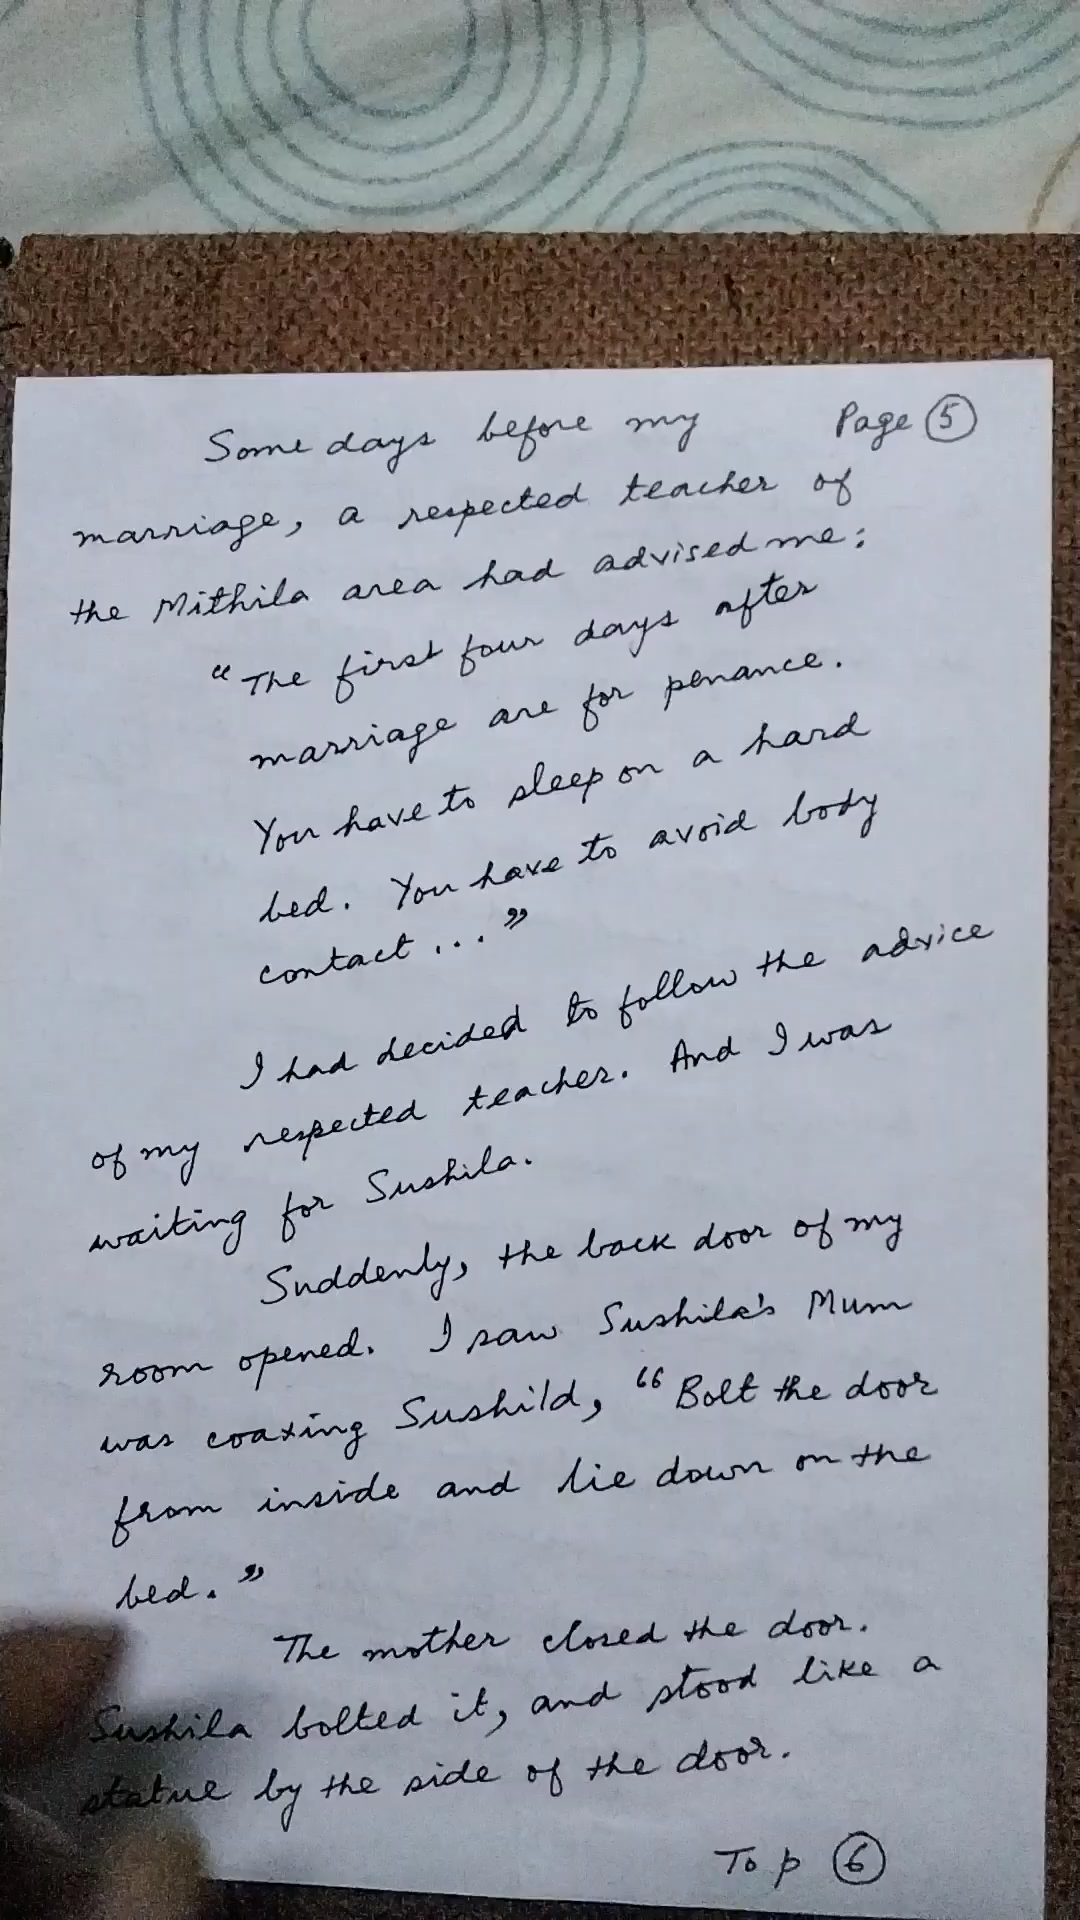 Page 5
Some days before my
marriage, a respected teacher of
the Mithila area had advised me:
"The first four days after
marriage are for penance.
You have to sleep on a hard
bed. You have to avoid body
contact ..."
I had decided to follow the advice
of my respected teacher. And I was
waiting for Sushila.
Suddenly, the back door of my
room opened. I saw Sushila's Mum
was coaxing Sushila, "Bolt the door
from inside and lie down on the
bed."
The mother closed the door.
Sushila bolted it, and stood like a
statue by the side of the door.
To p 6